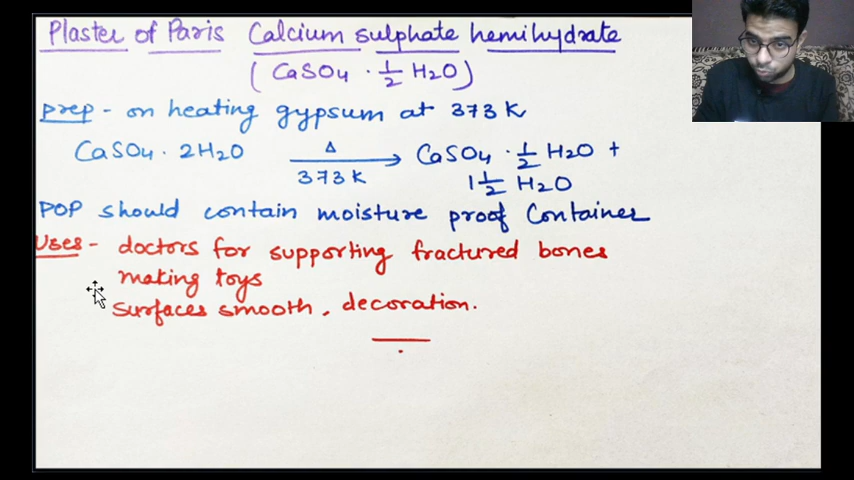 Plaster of Paris Calcium sulphate hemihydrate
(CaSO4 · 1/2 H2O)
prep - on heating gypsum at 373 K
CaSO4 · 2H2O Δ 373 K → CaSO4 · 1/2 H2O +
1 1/2 H2O
POP should contain moisture proof Container
Uses - doctors for supporting fractured bones
making toys
surfaces smooth, decoration.